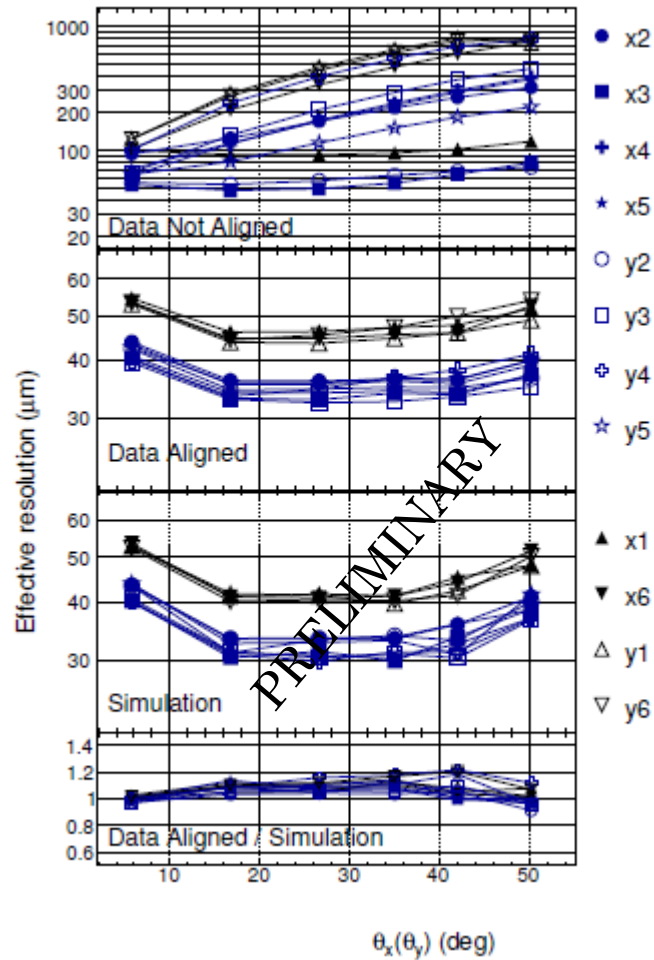 1000
300
200
100
30
20
Data Not Aligned
60
50
40
30
Data Aligned
60
50
40
30
Simulation
1.4
1.2
1
0.8
0.6
Data Aligned / Simulation
10 20 30 40 50
θx(θy) (deg)
Effective resolution (μm)
PRELIMINARY
x2
x3
x4
x5
y2
y3
y4
y5
x1
x6
y1
y6